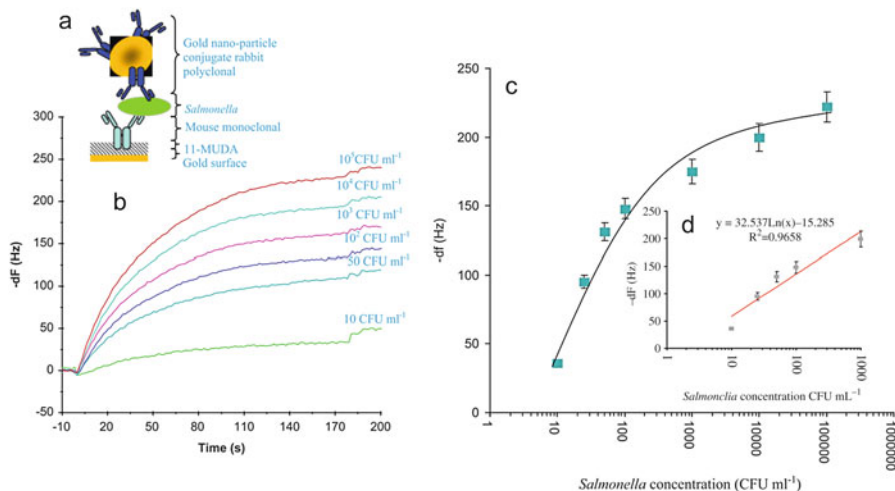 a
Gold nano-particle
conjugate rabbit
polyclonal
Salmonella
Mouse monoclonal
11-MUDA
Gold surface
b
-dF (Hz)
300
250
200
150
100
50
0
-50
10⁵CFU ml⁻¹
10⁴ CFU ml⁻¹
10³ CFU ml⁻¹
10² CFU ml⁻¹
50 CFU ml⁻¹
10 CFU ml⁻¹
-10 20 50 80 110 140 170 200
Time (s)
c
-df (Hz)
250
200
150
100
50
0
1 10 100 1000 10000 100000 1000000
Salmonella concentration (CFU ml⁻¹)
d
y = 32.537Ln(x)–15.285
R²=0.9658
–dF (Hz)
250
200
150
100
50
0
1 10 100 1000
Salmonclia concentration CFU mL⁻¹